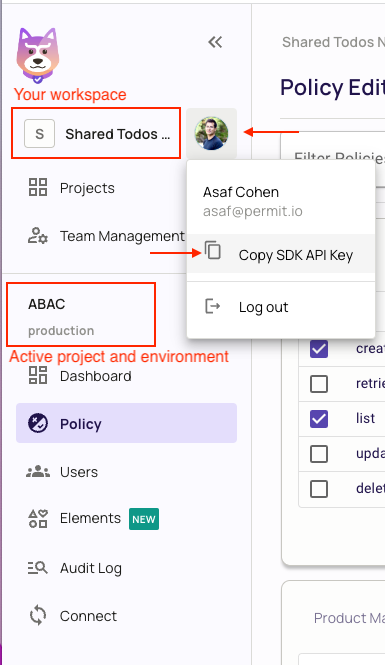 Shared Todos N
Your workspace
Policy Edit
S
Shared Todos ...
Filter Policies
Asaf Cohen
asaf@permit.io
Projects
Team Management
Copy SDK API Key
Log out
ABAC
production
Active project and environment
Dashboard
creat
retrie
Policy
list
Users
upda
Elements NEW
delet
Audit Log
Connect
Product Ma